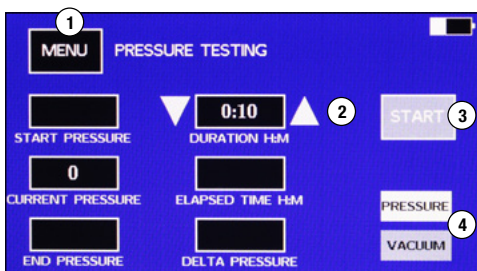 1
MENU PRESSURE TESTING
0:10 2
START 3
START PRESSURE DURATION H:M
0
CURRENT PRESSURE ELAPSED TIME H:M
PRESSURE
4
VACUUM
END PRESSURE DELTA PRESSURE